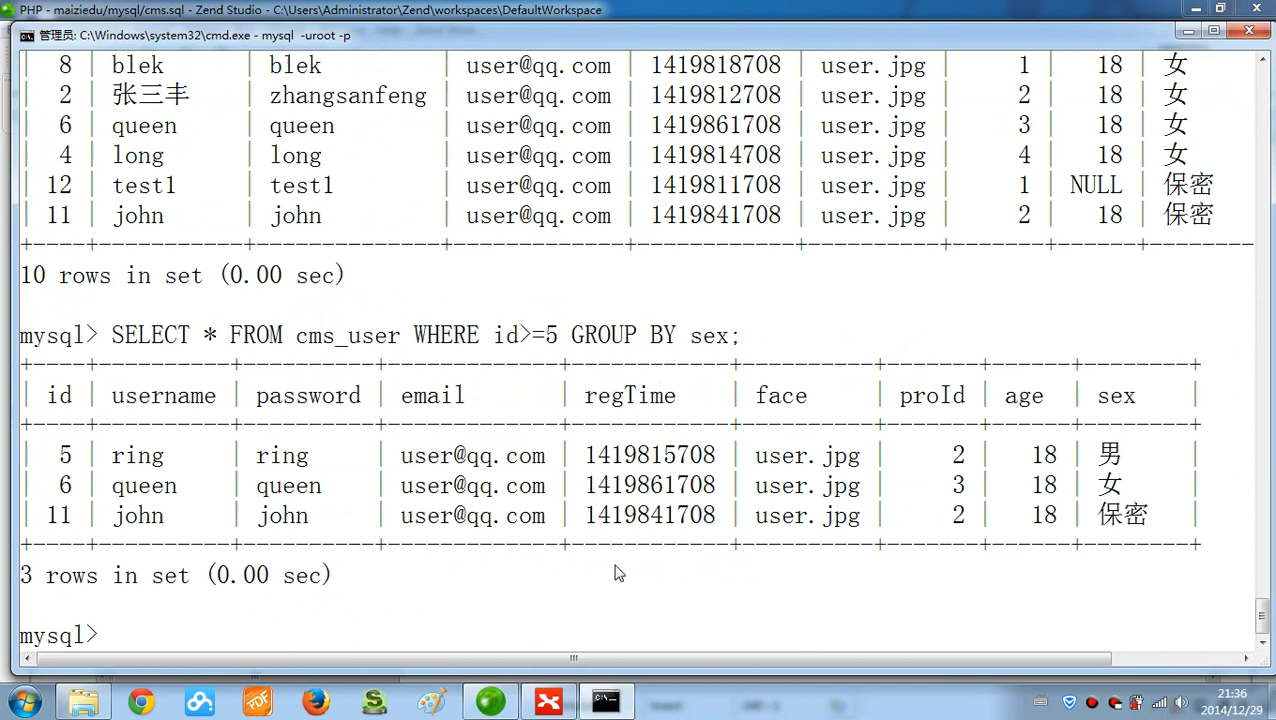 PHP - maiziedu/mysql/cms.sql - Zend Studio - C:\Users\Administrator\Zend\workspaces\DefaultWorkspace
管理员: C:\Windows\system32\cmd.exe - mysql -uroot -p
| 8 | blek | blek | user@qq.com | 1419818708 | user.jpg | 1 | 18 | 女
| 2 | 张三丰 | zhangsanfeng | user@qq.com | 1419812708 | user.jpg | 2 | 18 | 女
| 6 | queen | queen | user@qq.com | 1419861708 | user.jpg | 3 | 18 | 女
| 4 | long | long | user@qq.com | 1419814708 | user.jpg | 4 | 18 | 女
| 12 | test1 | test1 | user@qq.com | 1419811708 | user.jpg | 1 | NULL | 保密
| 11 | john | john | user@qq.com | 1419841708 | user.jpg | 2 | 18 | 保密
10 rows in set (0.00 sec)
mysql> SELECT * FROM cms_user WHERE id>=5 GROUP BY sex;
| id | username | password | email | regTime | face | proId | age | sex |
| 5 | ring | ring | user@qq.com | 1419815708 | user.jpg | 2 | 18 | 男 |
| 6 | queen | queen | user@qq.com | 1419861708 | user.jpg | 3 | 18 | 女 |
| 11 | john | john | user@qq.com | 1419841708 | user.jpg | 2 | 18 | 保密 |
3 rows in set (0.00 sec)
mysql>
21:36
2014/12/29